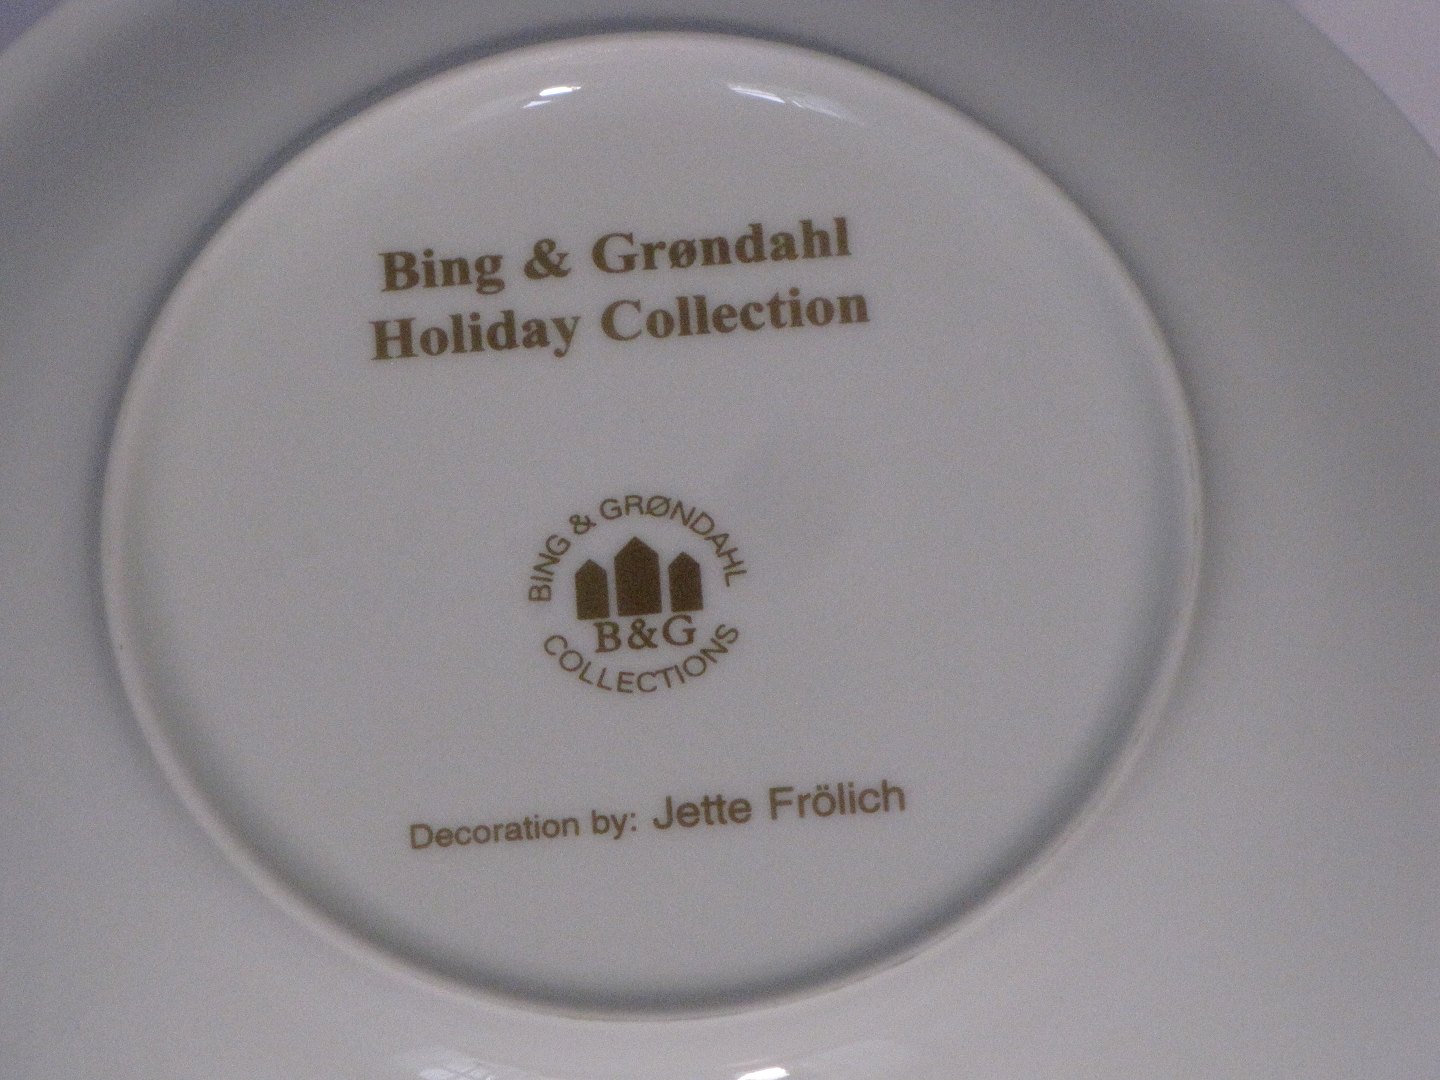 Bing & Grøndahl
Holiday Collection
BING & GRØNDAHL
B&G
COLLECTIONS
Decoration by: Jette Frölich